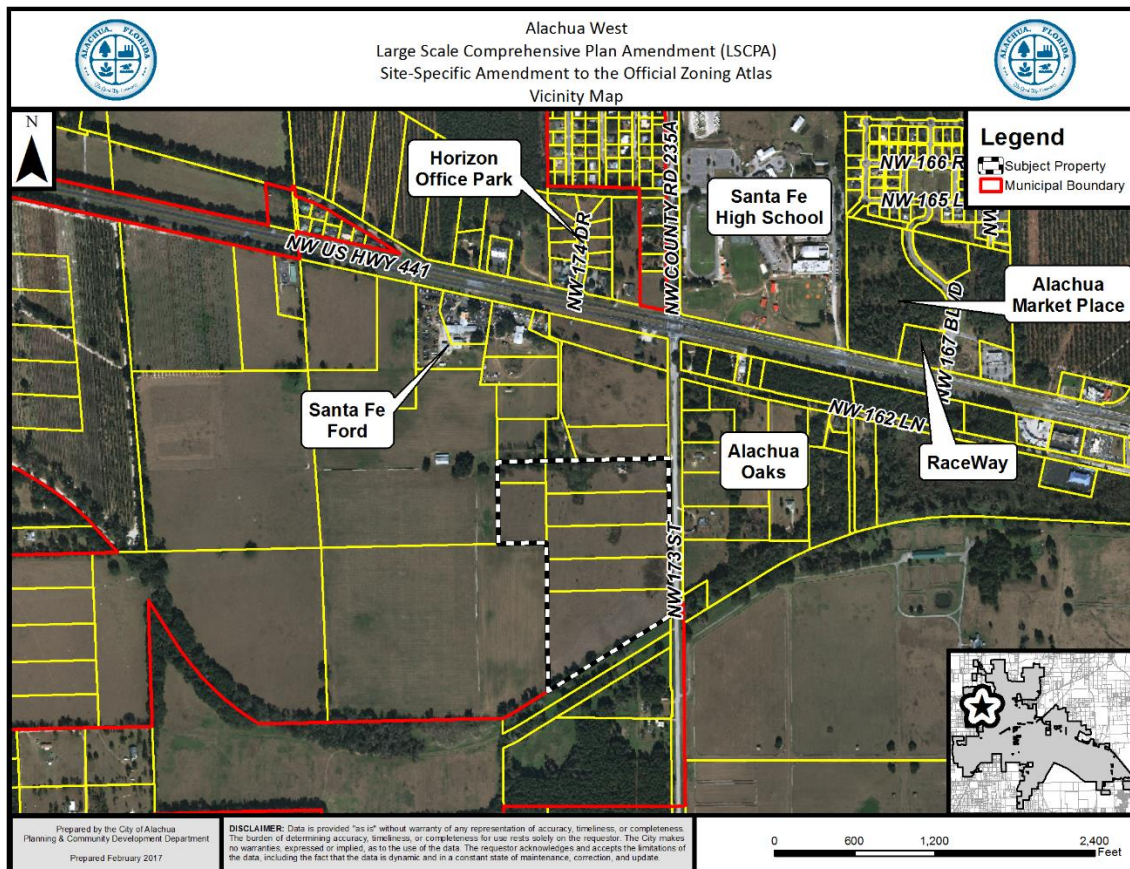 Alachua West
Large Scale Comprehensive Plan Amendment (LSCPA)
Site-Specific Amendment to the Official Zoning Atlas
Vicinity Map
ALACHUA, FLORIDA
ALACHUA, FLORIDA
N
Legend
Subject Property
Municipal Boundary
Horizon
Office Park
NW COUNTY RD 235A
Santa Fe
High School
NW 166 R
NW 165 L
NW
NW US HWY 441
NW 174 DR
Alachua
Market Place
NW 167 BLVD
Santa Fe
Ford
NW 162 LN
Alachua
Oaks
RaceWay
NW 173 ST
Prepared by the City of Alachua
Planning & Community Development Department
Prepared February 2017
DISCLAIMER: Data is provided "as is" without warranty of any representation of accuracy, timeliness, or completeness.
The burden of determining accuracy, timeliness, or completeness for use rests solely on the requestor. The City makes
no warranties, expressed or implied, as to the use of the data. The requestor acknowledges and accepts the limitations of
the data, including the fact that the data is dynamic and in a constant state of maintenance, correction, and update.
0 600 1,200 2,400
Feet